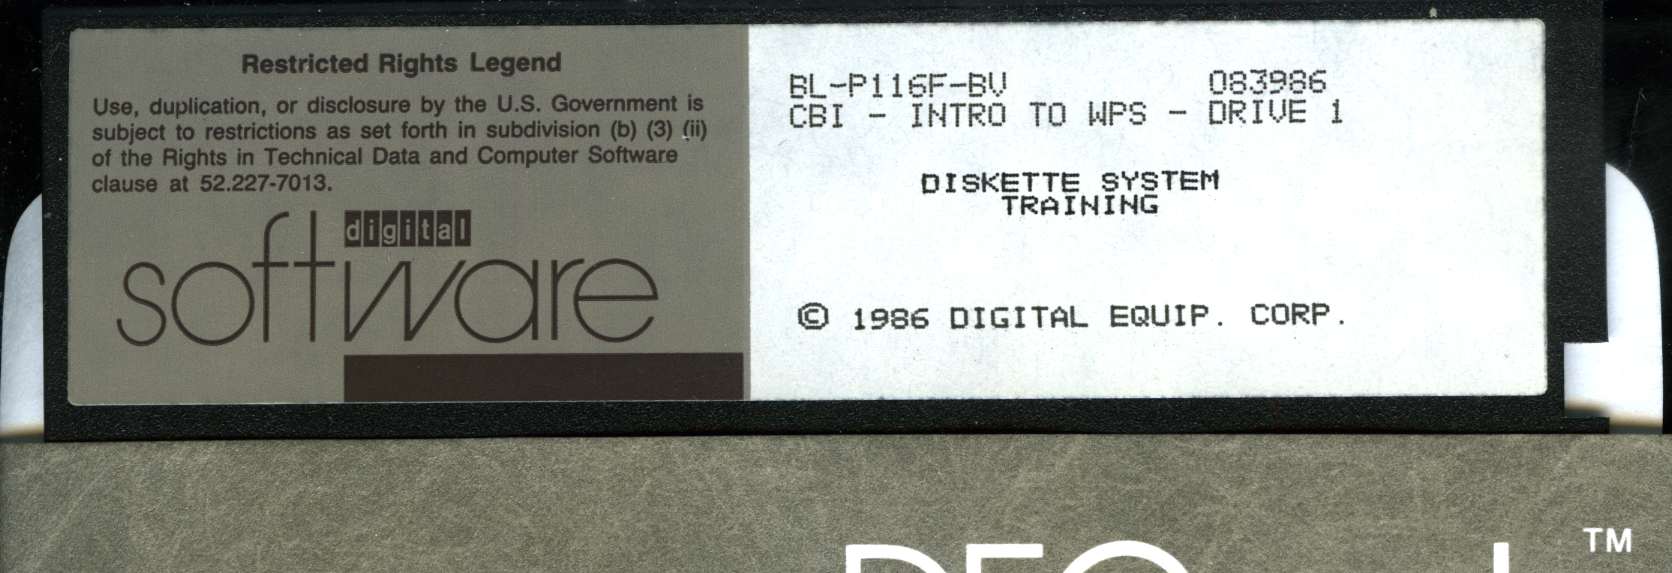 Restricted Rights Legend
Use, duplication, or disclosure by the U.S. Government is
subject to restrictions as set forth in subdivision (b) (3) (ii)
of the Rights in Technical Data and Computer Software
clause at 52.227-7013.
digital
software
BL-P116F-BV 083986
CBI - INTRO TO WPS - DRIVE 1
DISKETTE SYSTEM
TRAINING
© 1986 DIGITAL EQUIP. CORP.
TM